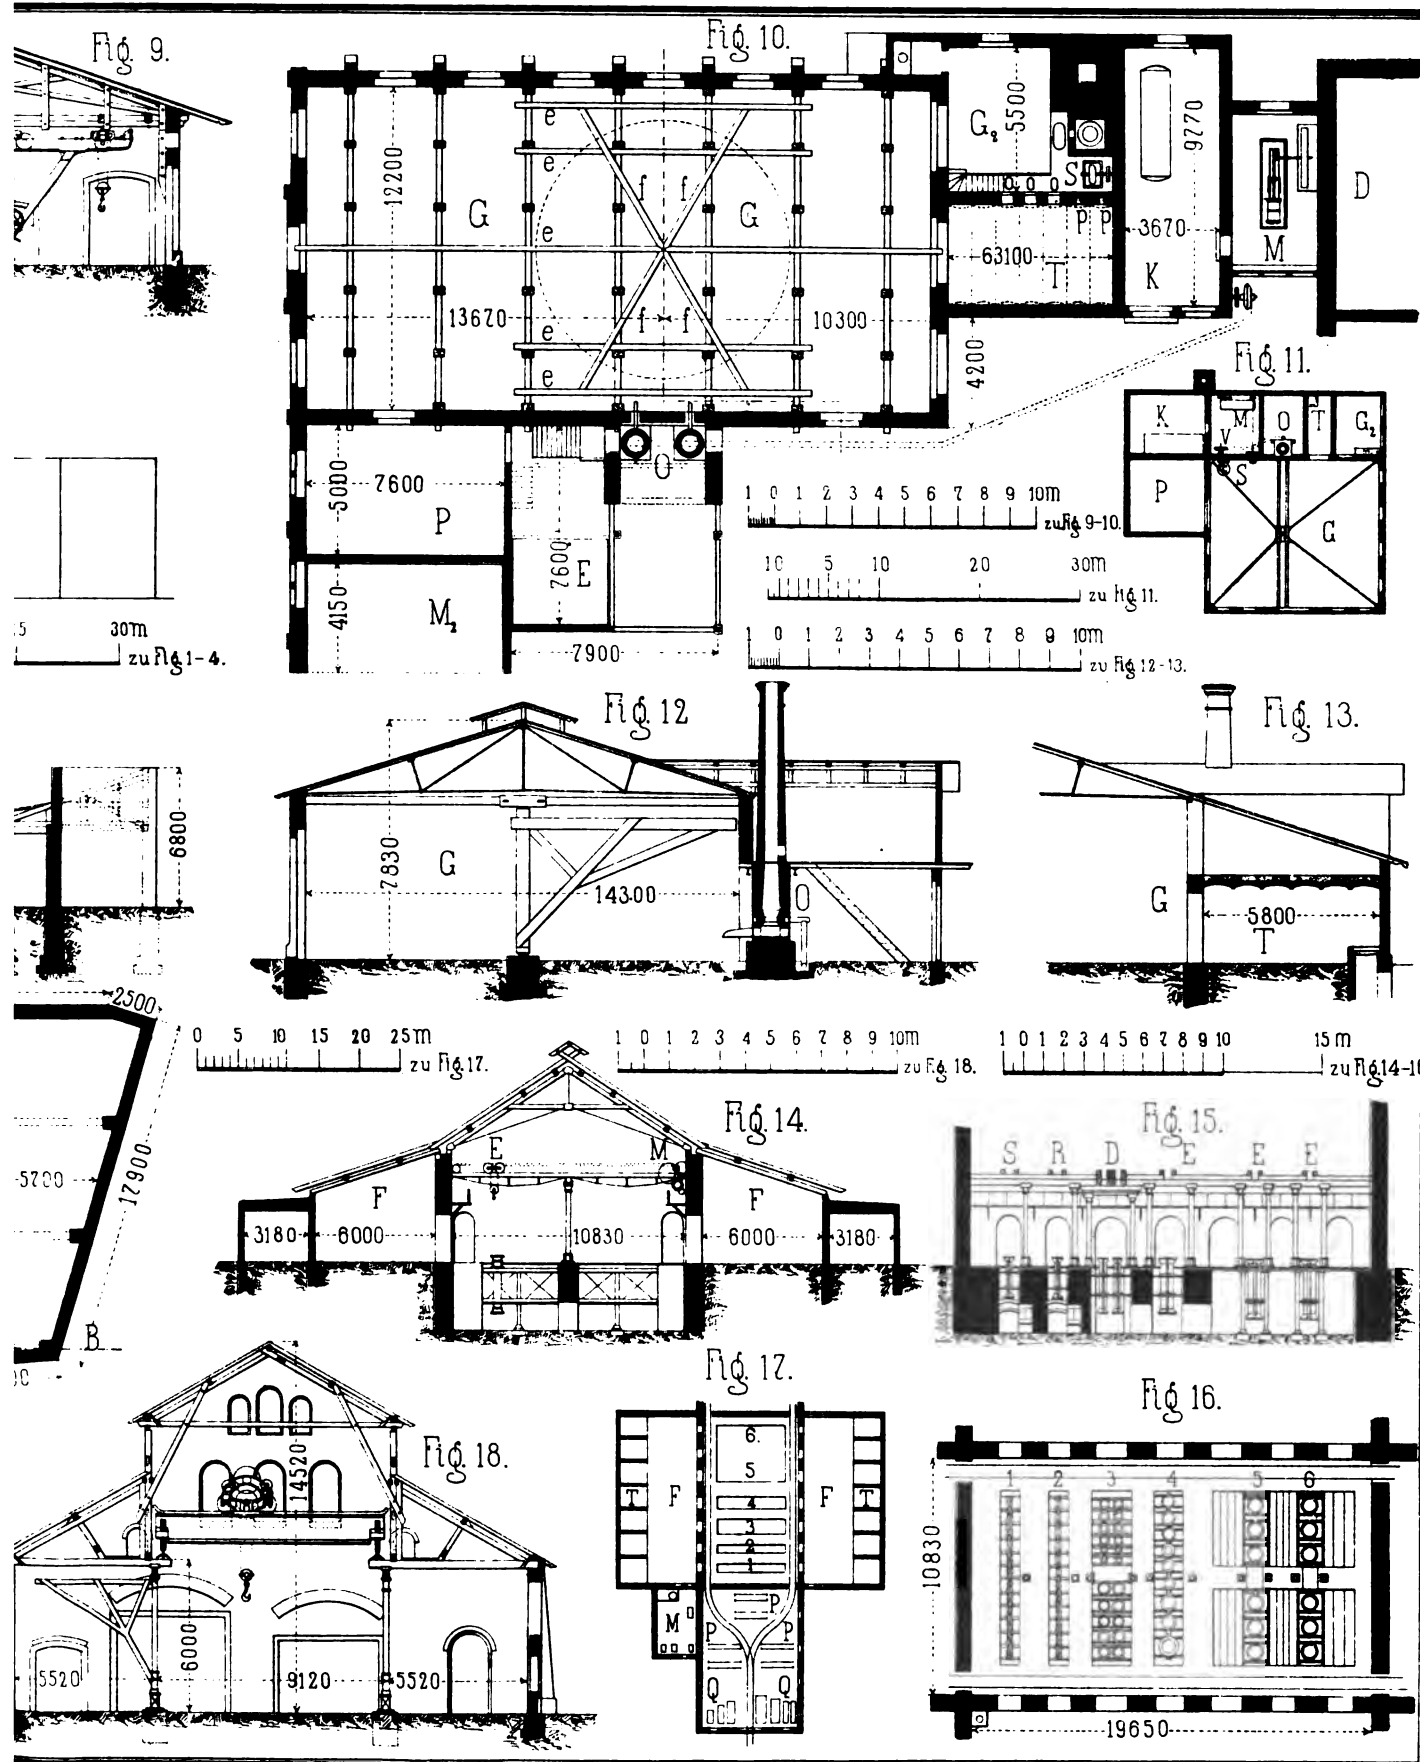 Fig. 9.
Fig. 10.
12200
G
G
e
e
e
e
e
f
f
f
f
13670
10300
G2
5500
O
S
P P
63100
T
9770
3670
K
M
D
4200
5000
7600
P
4150
M2
7600
E
O
7900
Fig. 11.
K
M
V
O
T
G2
P
S
G
1 0 1 2 3 4 5 6 7 8 9 10m
zu Fig. 9-10.
10 5 10 20 30m
zu Fig. 11.
1 0 1 2 3 4 5 6 7 8 9 10m
zu Fig. 12-13.
30m
zu Fig. 1-4.
6800
Fig. 12
7830
G
14300
O
Fig. 13.
G
5800
T
2500
17900
5700
B
0 5 10 15 20 25m
zu Fig. 17.
1 0 1 2 3 4 5 6 7 8 9 10m
zu Fig. 18.
1 0 1 2 3 4 5 6 7 8 9 10 15m
zu Fig. 14-1
Fig. 14.
E
M
F
F
3180
6000
10830
6000
3180
Fig. 15.
S R D E E E
Fig. 18.
14520
6000
5520
9120
5520
Fig. 17.
6.
5
4
3
2
1
T
F
F
T
M
P
P
P
Q
Q
Fig. 16.
1 2 3 4 5 6
10830
19650